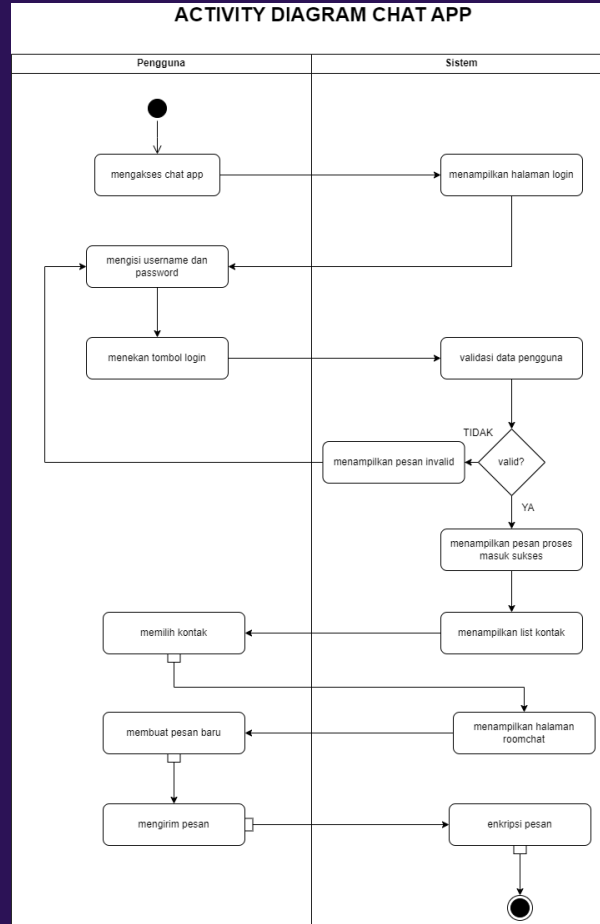 ACTIVITY DIAGRAM CHAT APP
Pengguna
Sistem
mengakses chat app
menampilkan halaman login
mengisi username dan
password
menekan tombol login
validasi data pengguna
TIDAK
menampilkan pesan invalid
valid?
YA
menampilkan pesan proses
masuk sukses
memilih kontak
menampilkan list kontak
membuat pesan baru
menampilkan halaman
roomchat
mengirim pesan
enkripsi pesan